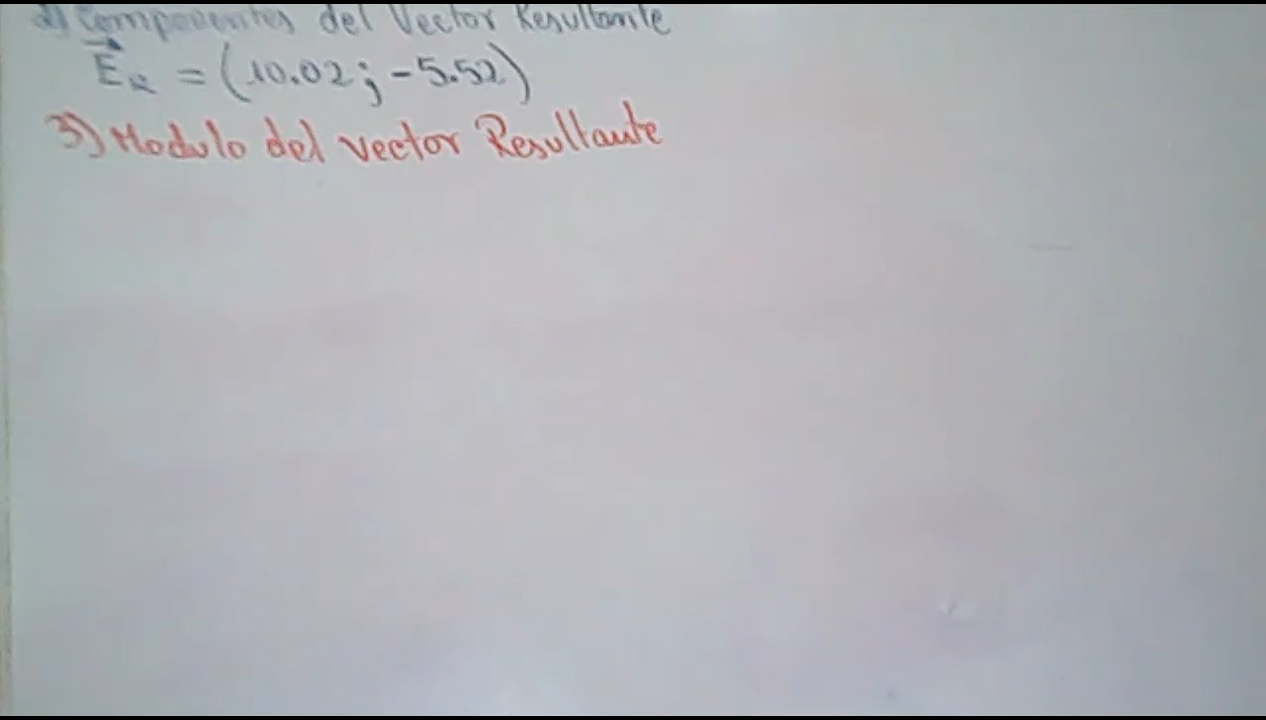 2) Componentes del Vector Resultante
E⃗R = (10.02; -5.52)
3) Modulo del vector Resultante